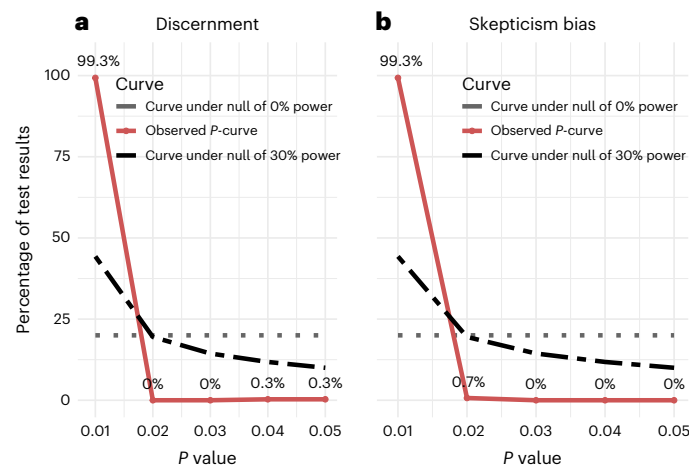 a Discernment
b Skepticism bias
Percentage of test results
100
75
50
25
0
99.3%
Curve
Curve under null of 0% power
Observed P-curve
Curve under null of 30% power
0% 0% 0.3% 0.3%
0.01 0.02 0.03 0.04 0.05
P value
99.3%
Curve
Curve under null of 0% power
Observed P-curve
Curve under null of 30% power
0.7% 0% 0% 0%
0.01 0.02 0.03 0.04 0.05
P value